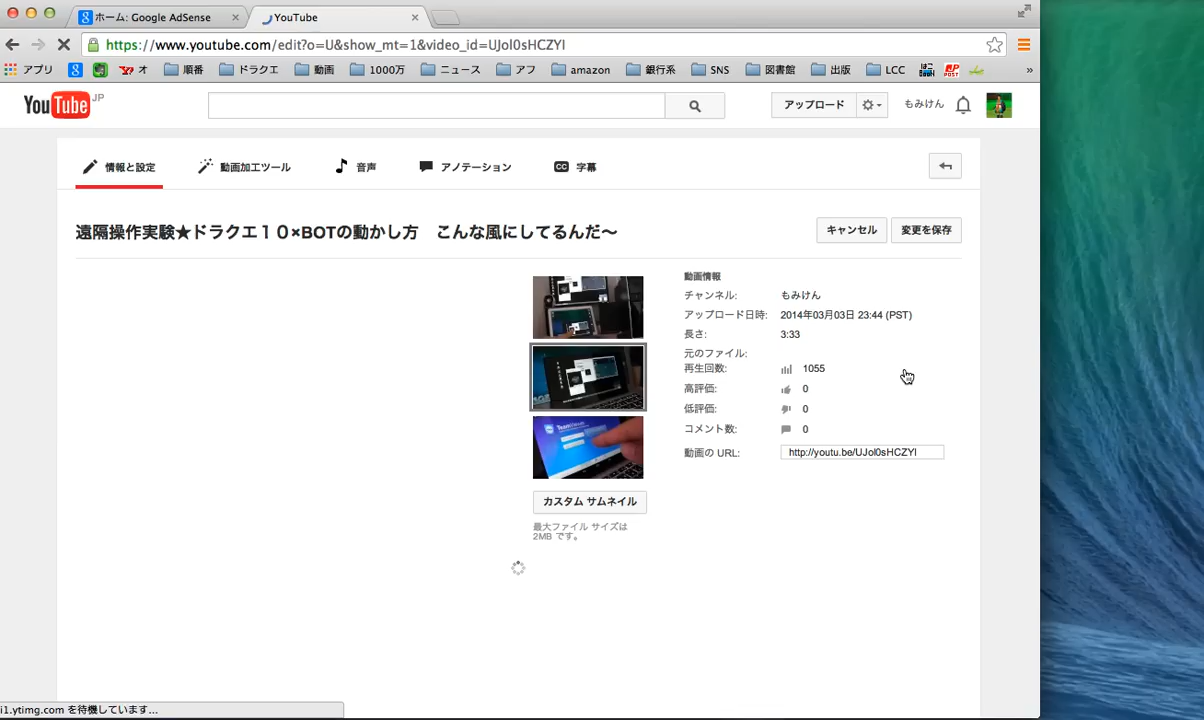 ホーム: Google AdSense
YouTube
https://www.youtube.com/edit?o=U&show_mt=1&video_id=UJol0sHCZYI
アプリ
オ
順番
ドラクエ
動画
1000万
ニュース
アフ
amazon
銀行系
SNS
図書館
出版
LCC
»
YouTube JP
アップロード
もみけん
情報と設定
動画加工ツール
音声
アノテーション
CC 字幕
遠隔操作実験★ドラクエ１０×BOTの動かし方　こんな風にしてるんだ〜
キャンセル
変更を保存
動画情報
チャンネル: もみけん
アップロード日時: 2014年03月03日 23:44 (PST)
長さ: 3:33
元のファイル:
再生回数: 1055
高評価: 0
低評価: 0
コメント数: 0
動画の URL: http://youtu.be/UJol0sHCZYI
カスタム サムネイル
最大ファイル サイズは
2MB です。
i1.ytimg.com を待機しています...